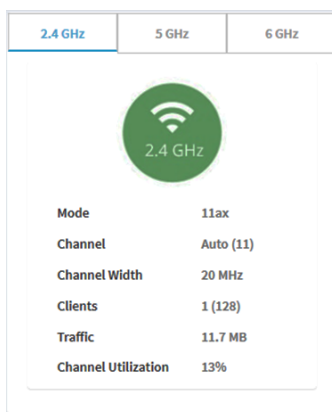 2.4 GHz 5 GHz 6 GHz
2.4 GHz
Mode 11ax
Channel Auto (11)
Channel Width 20 MHz
Clients 1 (128)
Traffic 11.7 MB
Channel Utilization 13%